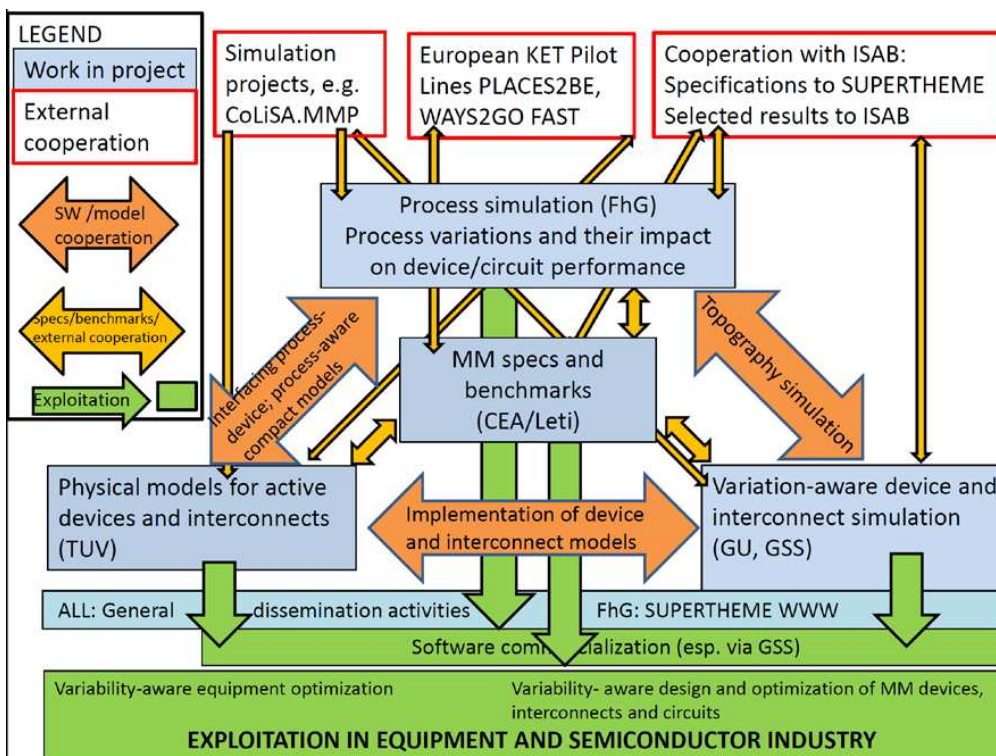 LEGEND
Work in project
External
cooperation
SW /model
cooperation
Specs/benchmarks/
external cooperation
Exploitation
Simulation
projects, e.g.
CoLiSA.MMP
European KET Pilot
Lines PLACES2BE,
WAYS2GO FAST
Cooperation with ISAB:
Specifications to SUPERTHEME
Selected results to ISAB
Process simulation (FhG)
Process variations and their impact
on device/circuit performance
Interfacing process-
device; process-aware
compact models
MM specs and
benchmarks
(CEA/Leti)
Topography simulation
Physical models for active
devices and interconnects
(TUV)
Implementation of device
and interconnect models
Variation-aware device and
interconnect simulation
(GU, GSS)
ALL: General dissemination activities FhG: SUPERTHEME WWW
Software comm cialization (esp. via GSS)
Variability-aware equipment optimization
Variability- aware design and optimization of MM devices,
interconnects and circuits
EXPLOITATION IN EQUIPMENT AND SEMICONDUCTOR INDUSTRY